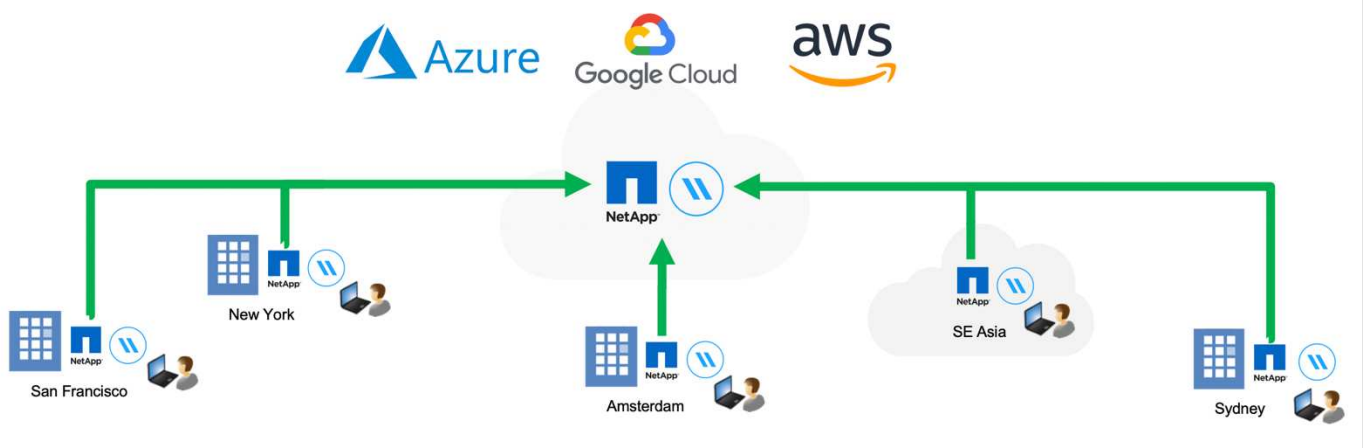 Azure
Google Cloud
aws
NetApp
NetApp
New York
NetApp
SE Asia
NetApp
San Francisco
NetApp
Amsterdam
NetApp
Sydney